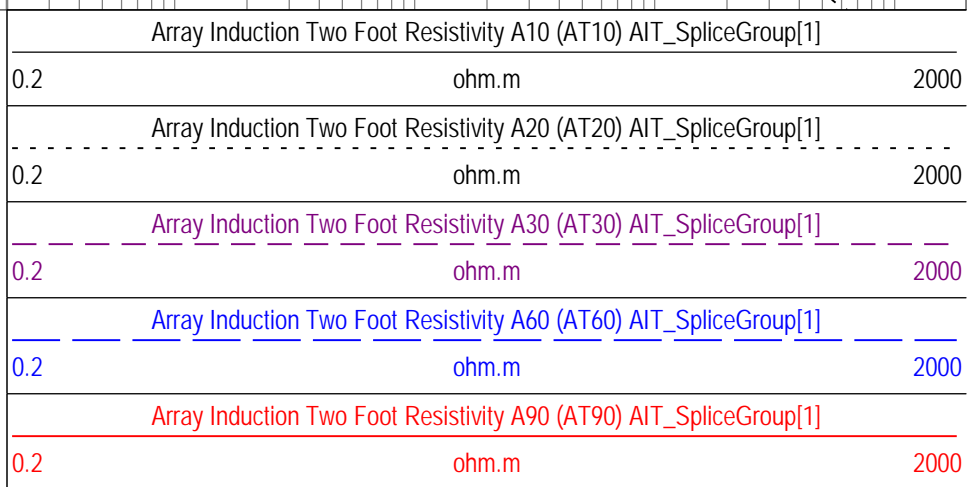 Array Induction Two Foot Resistivity A10 (AT10) AIT_SpliceGroup[1]
0.2 ohm.m 2000
Array Induction Two Foot Resistivity A20 (AT20) AIT_SpliceGroup[1]
0.2 ohm.m 2000
Array Induction Two Foot Resistivity A30 (AT30) AIT_SpliceGroup[1]
0.2 ohm.m 2000
Array Induction Two Foot Resistivity A60 (AT60) AIT_SpliceGroup[1]
0.2 ohm.m 2000
Array Induction Two Foot Resistivity A90 (AT90) AIT_SpliceGroup[1]
0.2 ohm.m 2000